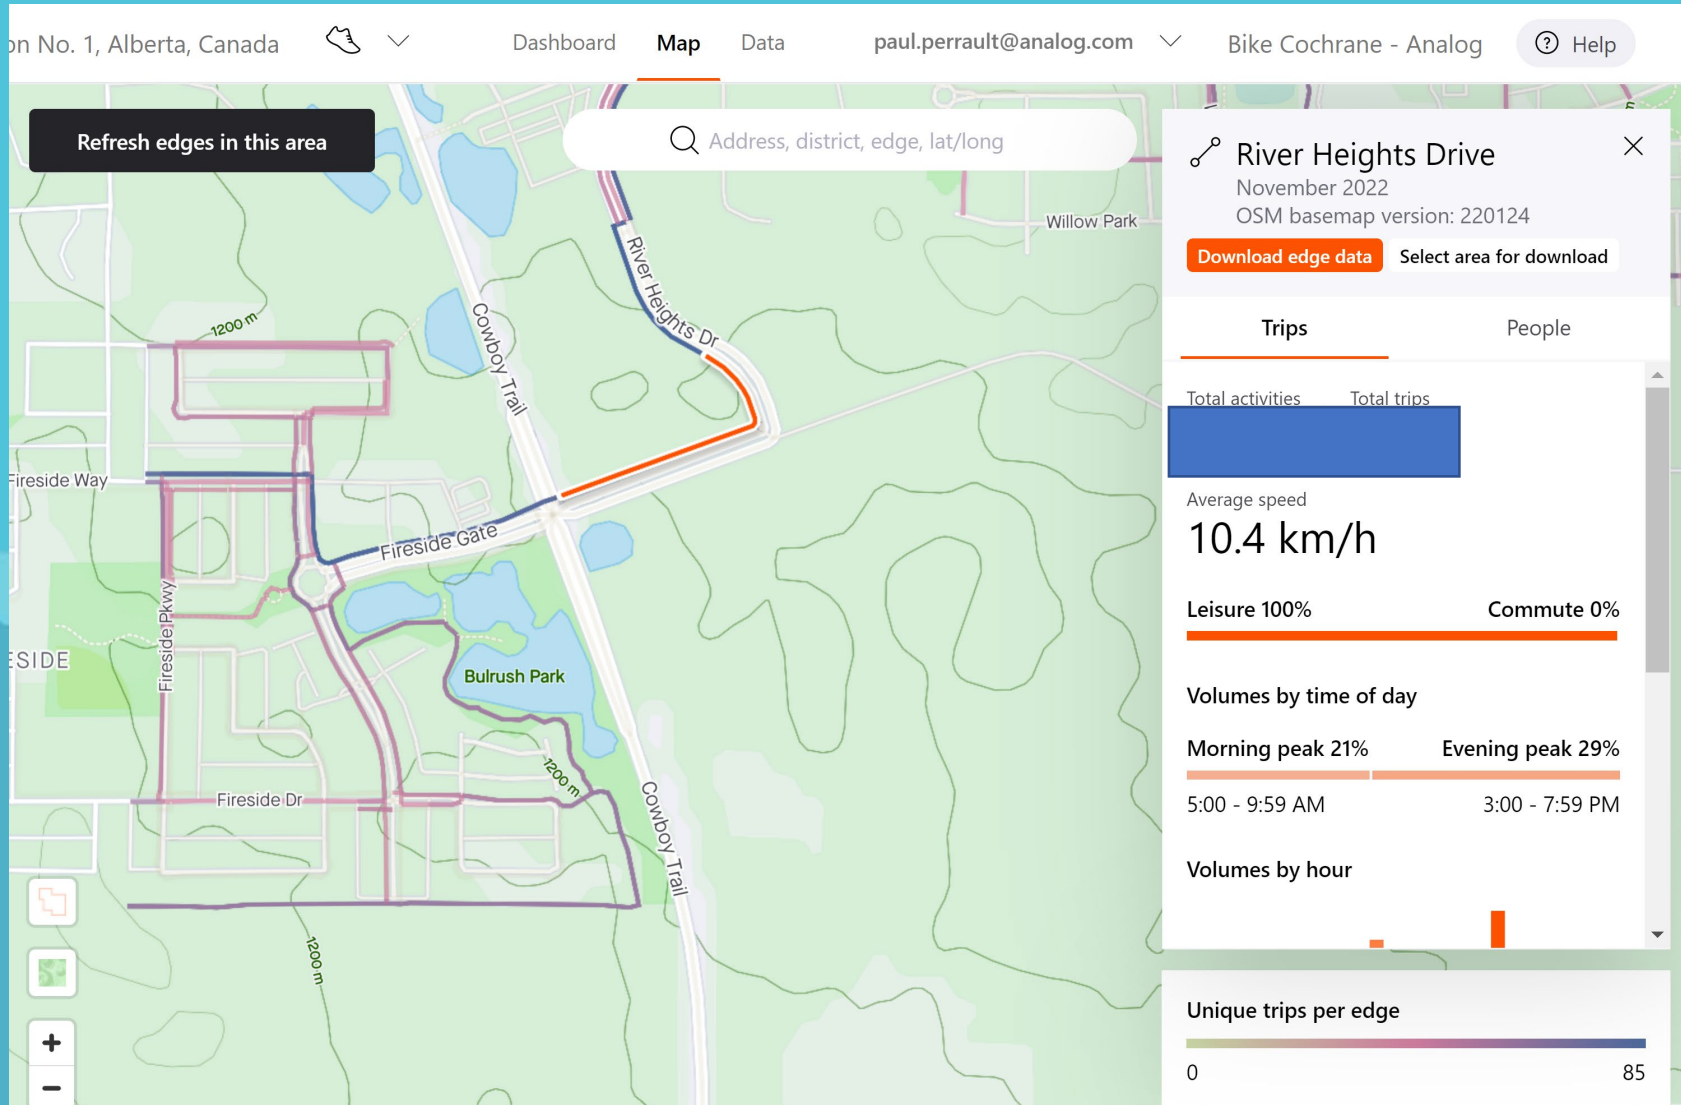 on No. 1, Alberta, Canada
Dashboard
Map
Data
paul.perrault@analog.com
Bike Cochrane - Analog
Help
Refresh edges in this area
Address, district, edge, lat/long
River Heights Drive
November 2022
OSM basemap version: 220124
Download edge data
Select area for download
Trips
People
Total activities
Total trips
Average speed
10.4 km/h
Leisure 100%
Commute 0%
Volumes by time of day
Morning peak 21%
Evening peak 29%
5:00 - 9:59 AM
3:00 - 7:59 PM
Volumes by hour
Unique trips per edge
0
85
Willow Park
River Heights Dr
Cowboy Trail
1200 m
Fireside Way
Fireside Gate
Fireside Pkwy
ESIDE
Bulrush Park
1200 m
Fireside Dr
Cowboy Trail
1200 m